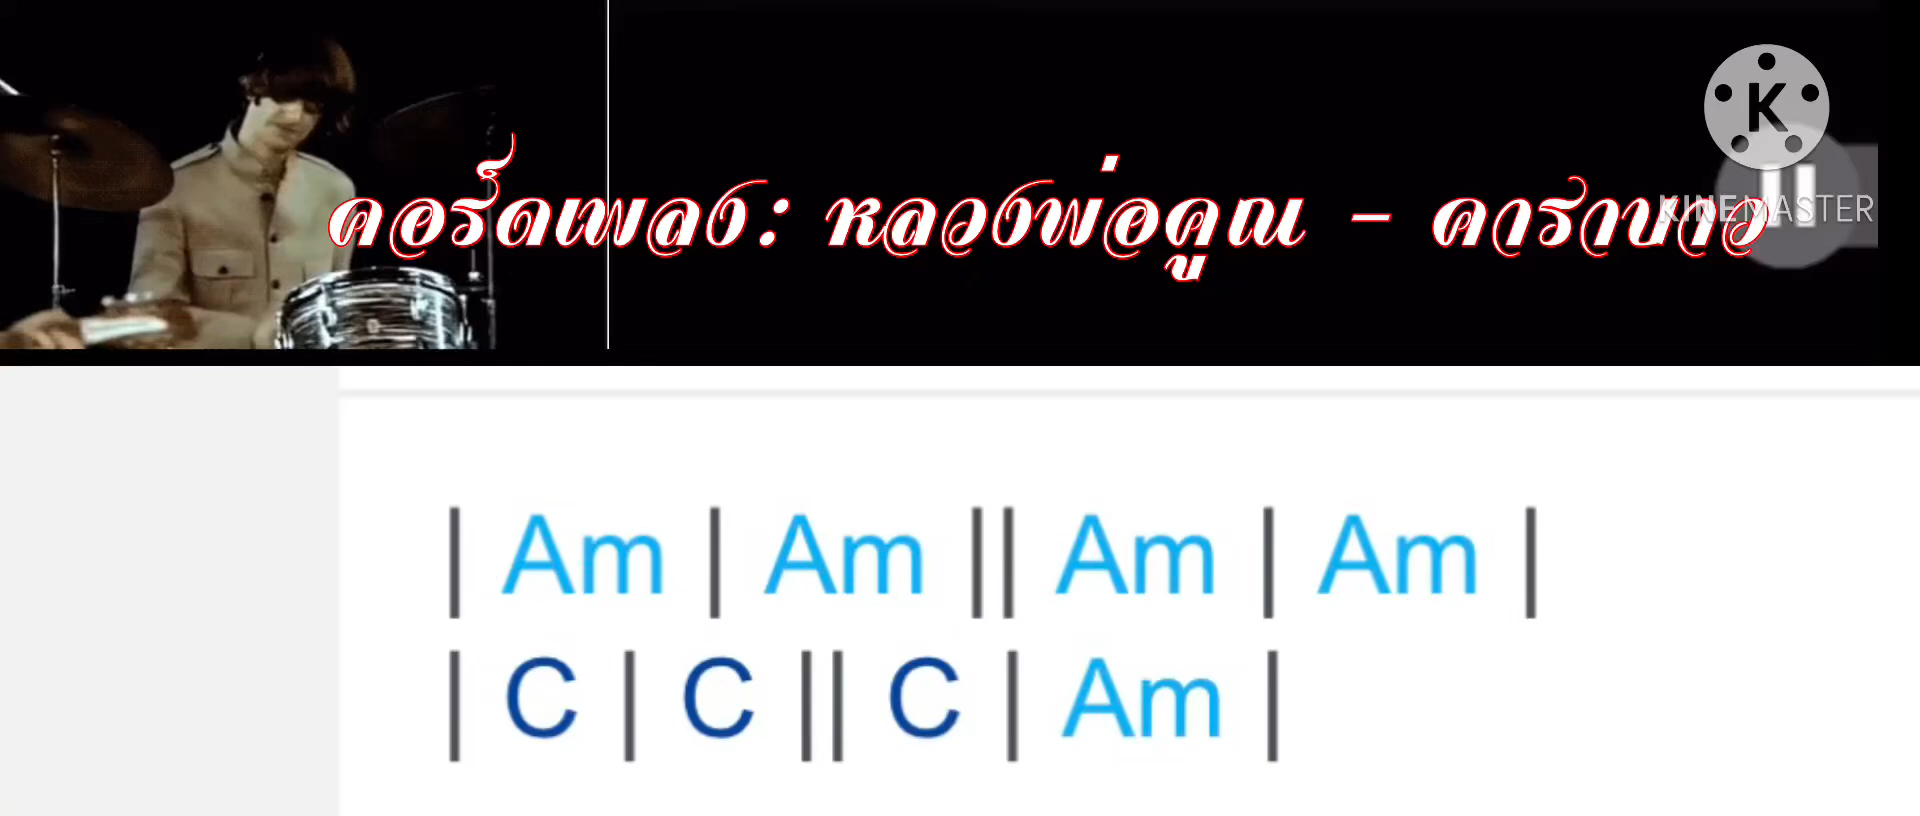 คอร์ดเพลง: หลวงพ่อคูณ - คาราบาว
K
KINEMASTER
| Am | Am || Am | Am |
| C | C || C | Am |